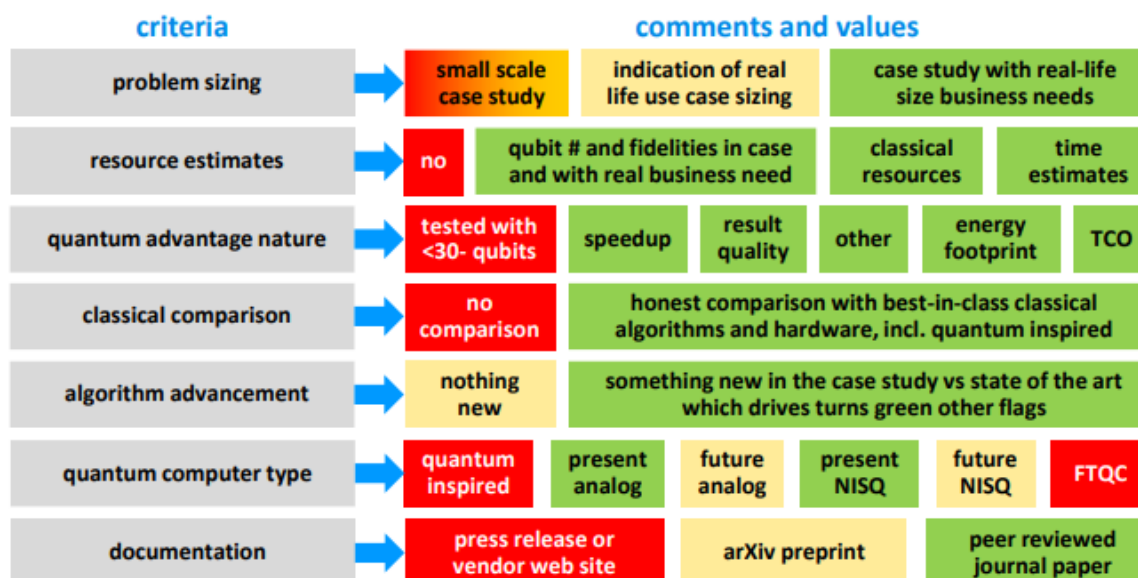 criteria
comments and values
problem sizing
small scale
case study
indication of real
life use case sizing
case study with real-life
size business needs
resource estimates
no
qubit # and fidelities in case
and with real business need
classical
resources
time
estimates
quantum advantage nature
tested with
<30- qubits
speedup
result
quality
other
energy
footprint
TCO
classical comparison
no
comparison
honest comparison with best-in-class classical
algorithms and hardware, incl. quantum inspired
algorithm advancement
nothing
new
something new in the case study vs state of the art
which drives turns green other flags
quantum computer type
quantum
inspired
present
analog
future
analog
present
NISQ
future
NISQ
FTQC
documentation
press release or
vendor web site
arXiv preprint
peer reviewed
journal paper